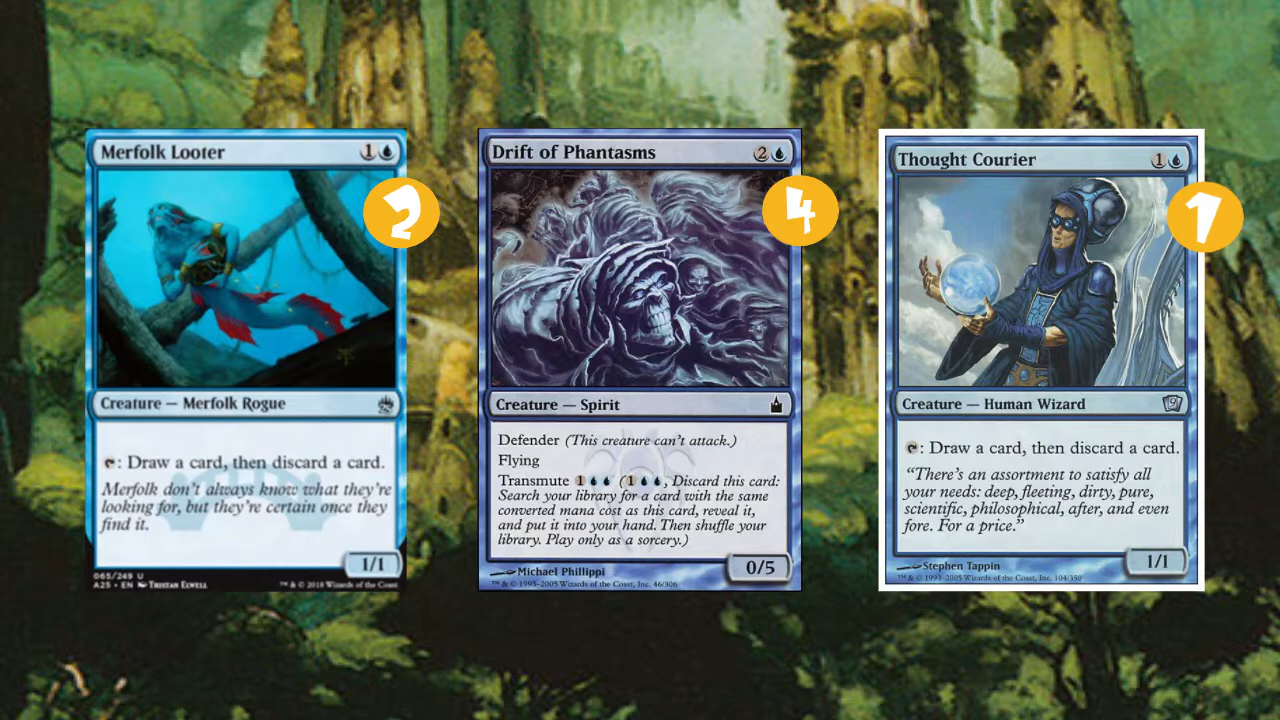 Merfolk Looter
1
2
Creature — Merfolk Rogue
: Draw a card, then discard a card.
Merfolk don't always know what they're
looking for, but they're certain once they
find it.
1/1
065/249 U
A25 • EN Tristan Elwell
™ & © 2018 Wizards of the Coast
Drift of Phantasms
2
4
Creature — Spirit
Defender (This creature can't attack.)
Flying
Transmute 1 (1, Discard this card:
Search your library for a card with the same
converted mana cost as this card, reveal it,
and put it into your hand. Then shuffle your
library. Play only as a sorcery.)
0/5
Michael Phillippi
™ & © 1993–2005 Wizards of the Coast, Inc. 46/306
Thought Courier
1
1
Creature — Human Wizard
9
: Draw a card, then discard a card.
“There's an assortment to satisfy all
your needs: deep, fleeting, dirty, pure,
scientific, philosophical, after, and even
fore. For a price.”
1/1
Stephen Tappin
™ & © 1993–2005 Wizards of the Coast, Inc. 104/350